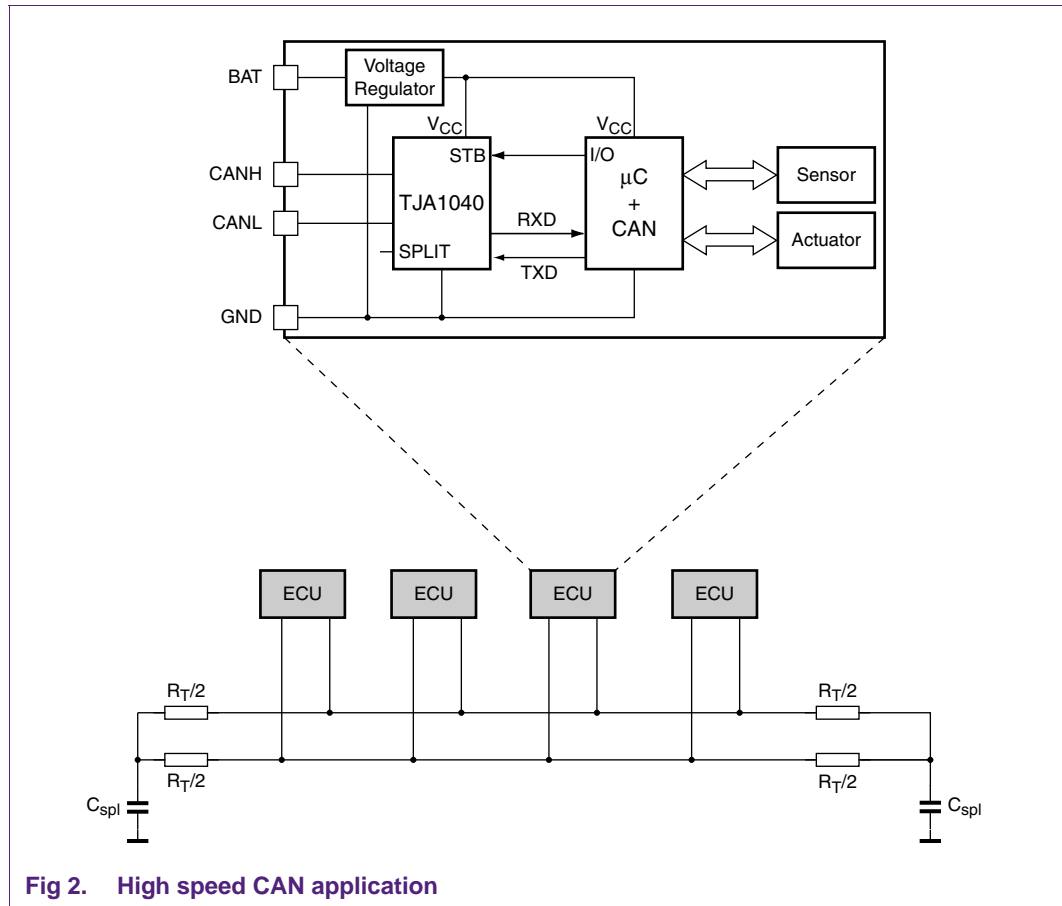 BAT
Voltage
Regulator
VCC
VCC
STB
I/O
CANH
TJA1040
µC
+
CAN
Sensor
CANL
RXD
Actuator
SPLIT
TXD
GND
ECU
ECU
ECU
ECU
RT/2
RT/2
RT/2
RT/2
Cspl
Cspl
Fig 2. High speed CAN application